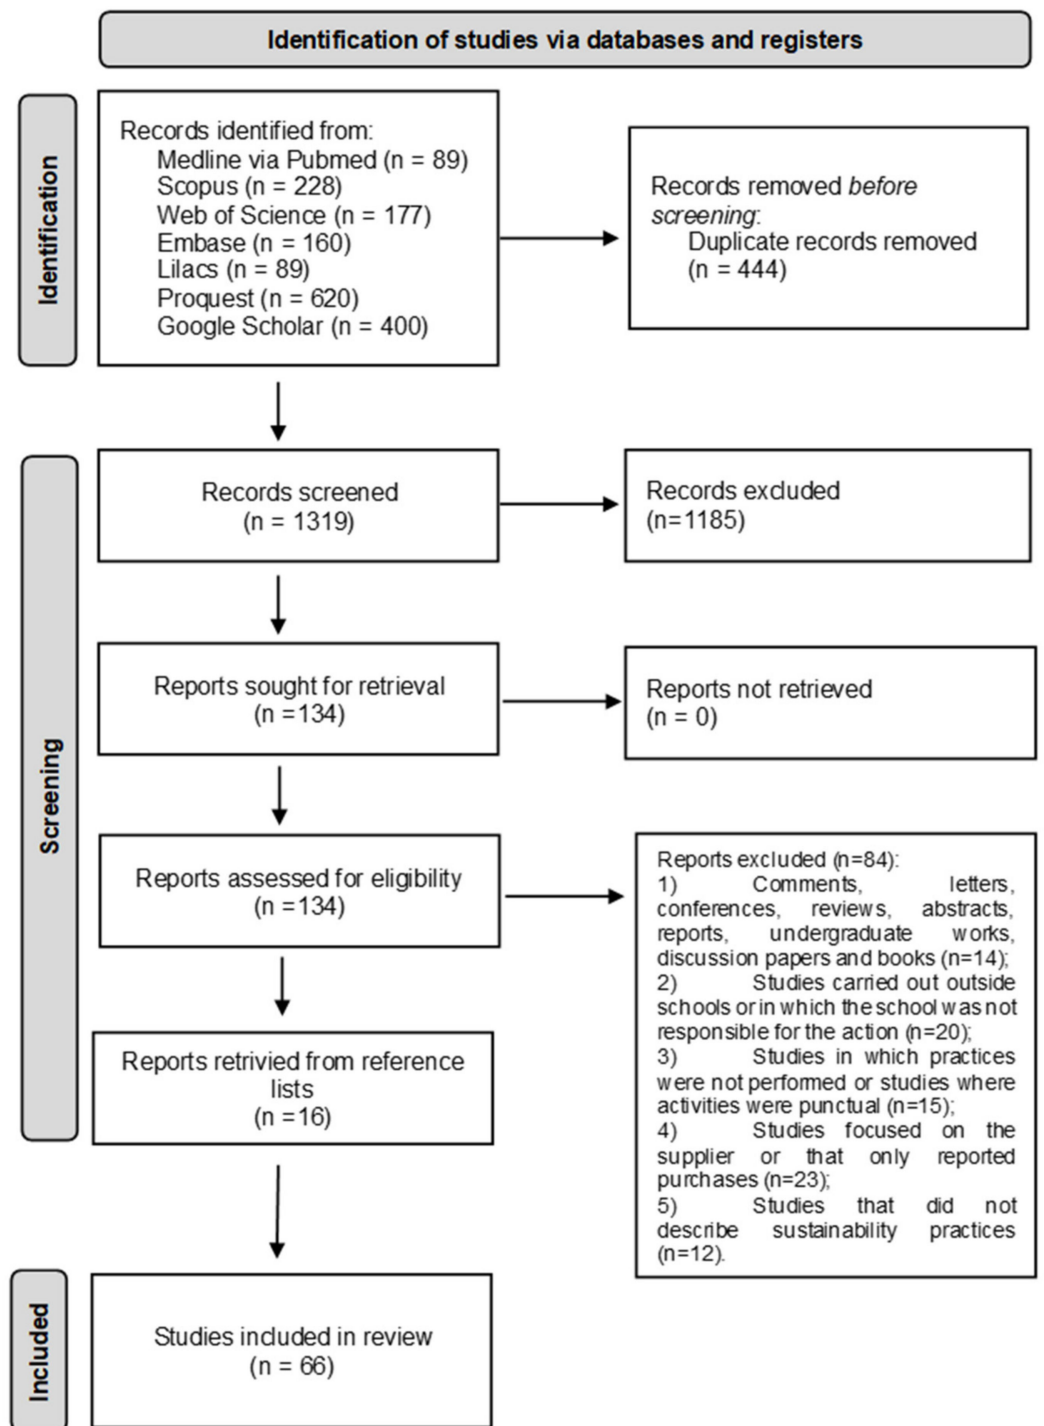 Identification of studies via databases and registers
Identification
Records identified from:
Medline via Pubmed (n = 89)
Scopus (n = 228)
Web of Science (n = 177)
Embase (n = 160)
Lilacs (n = 89)
Proquest (n = 620)
Google Scholar (n = 400)
Records removed before
screening:
Duplicate records removed
(n = 444)
Screening
Records screened
(n = 1319)
Records excluded
(n=1185)
Reports sought for retrieval
(n =134)
Reports not retrieved
(n = 0)
Reports assessed for eligibility
(n =134)
Reports excluded (n=84):
1) Comments, letters,
conferences, reviews, abstracts,
reports, undergraduate works,
discussion papers and books (n=14);
2) Studies carried out outside
schools or in which the school was not
responsible for the action (n=20);
3) Studies in which practices
were not performed or studies where
activities were punctual (n=15);
4) Studies focused on the
supplier or that only reported
purchases (n=23);
5) Studies that did not
describe sustainability practices
(n=12).
Reports retrivied from reference
lists
(n =16)
Included
Studies included in review
(n = 66)